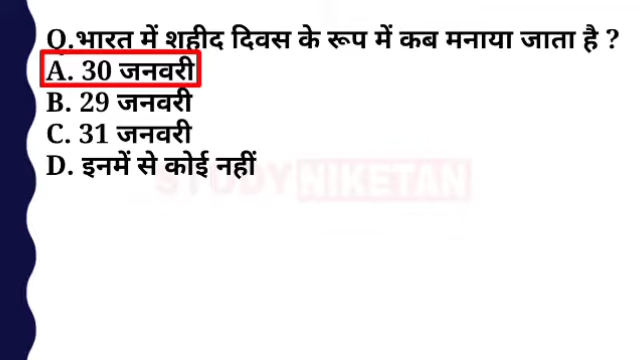 Q.भारत में शहीद दिवस के रूप में कब मनाया जाता है ?
A. 30 जनवरी
B. 29 जनवरी
C. 31 जनवरी
D. इनमें से कोई नहीं
STUDY NIKETAN